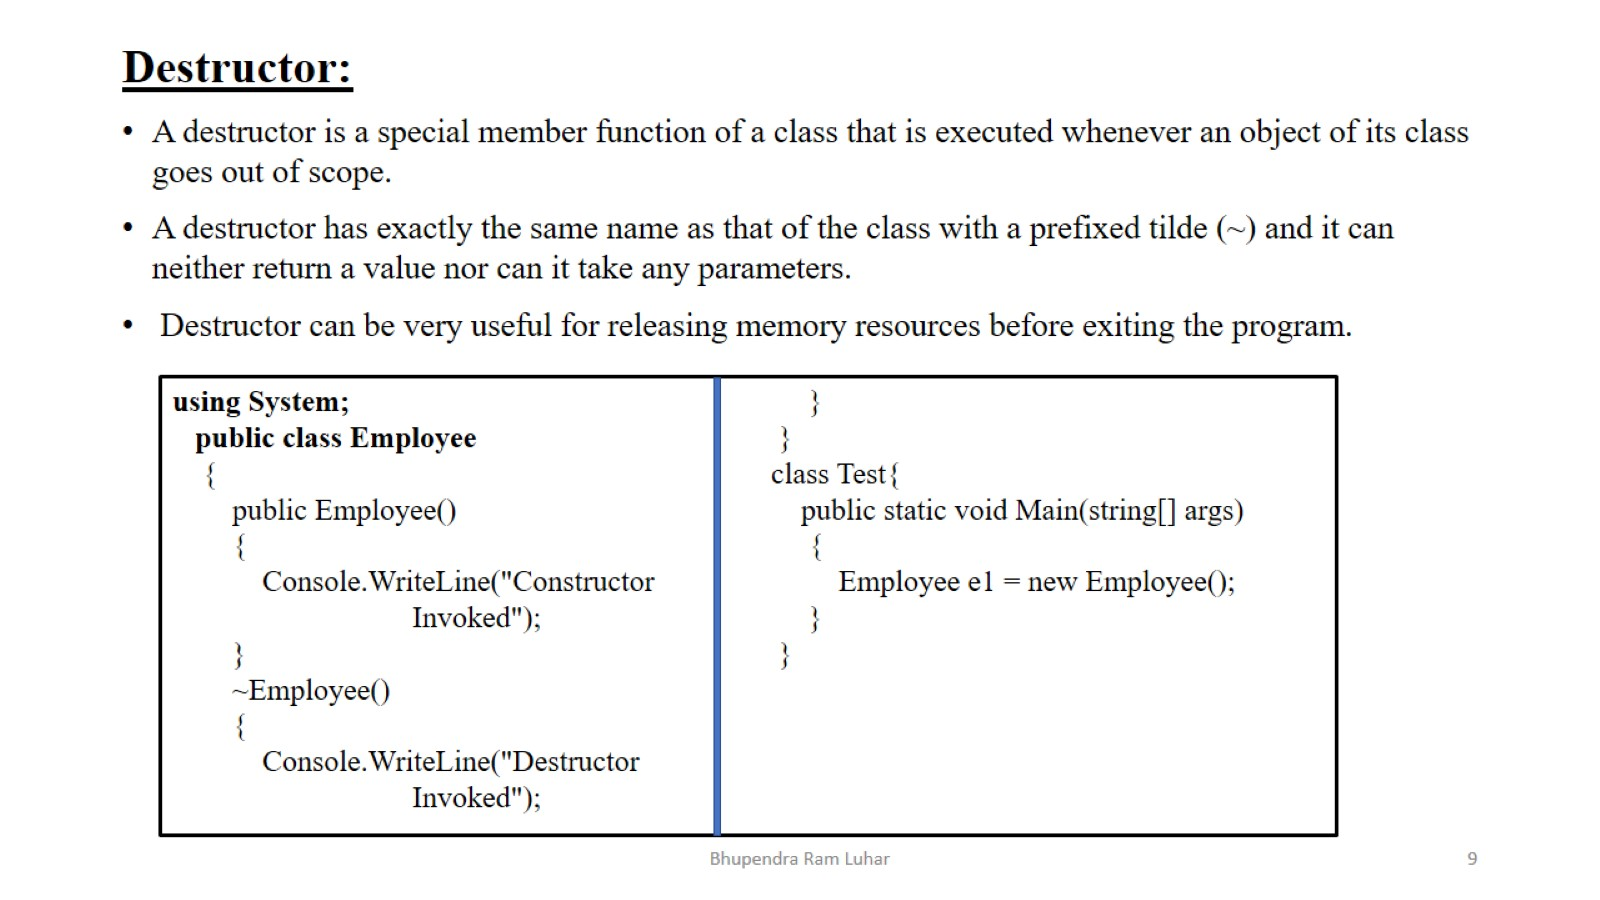 Destructor:
• A destructor is a special member function of a class that is executed whenever an object of its class
goes out of scope.
• A destructor has exactly the same name as that of the class with a prefixed tilde (~) and it can
neither return a value nor can it take any parameters.
• Destructor can be very useful for releasing memory resources before exiting the program.
using System;
public class Employee
{
public Employee()
{
Console.WriteLine("Constructor
Invoked");
}
~Employee()
{
Console.WriteLine("Destructor
Invoked");
}
}
class Test{
public static void Main(string[] args)
{
Employee e1 = new Employee();
}
}
Bhupendra Ram Luhar
9